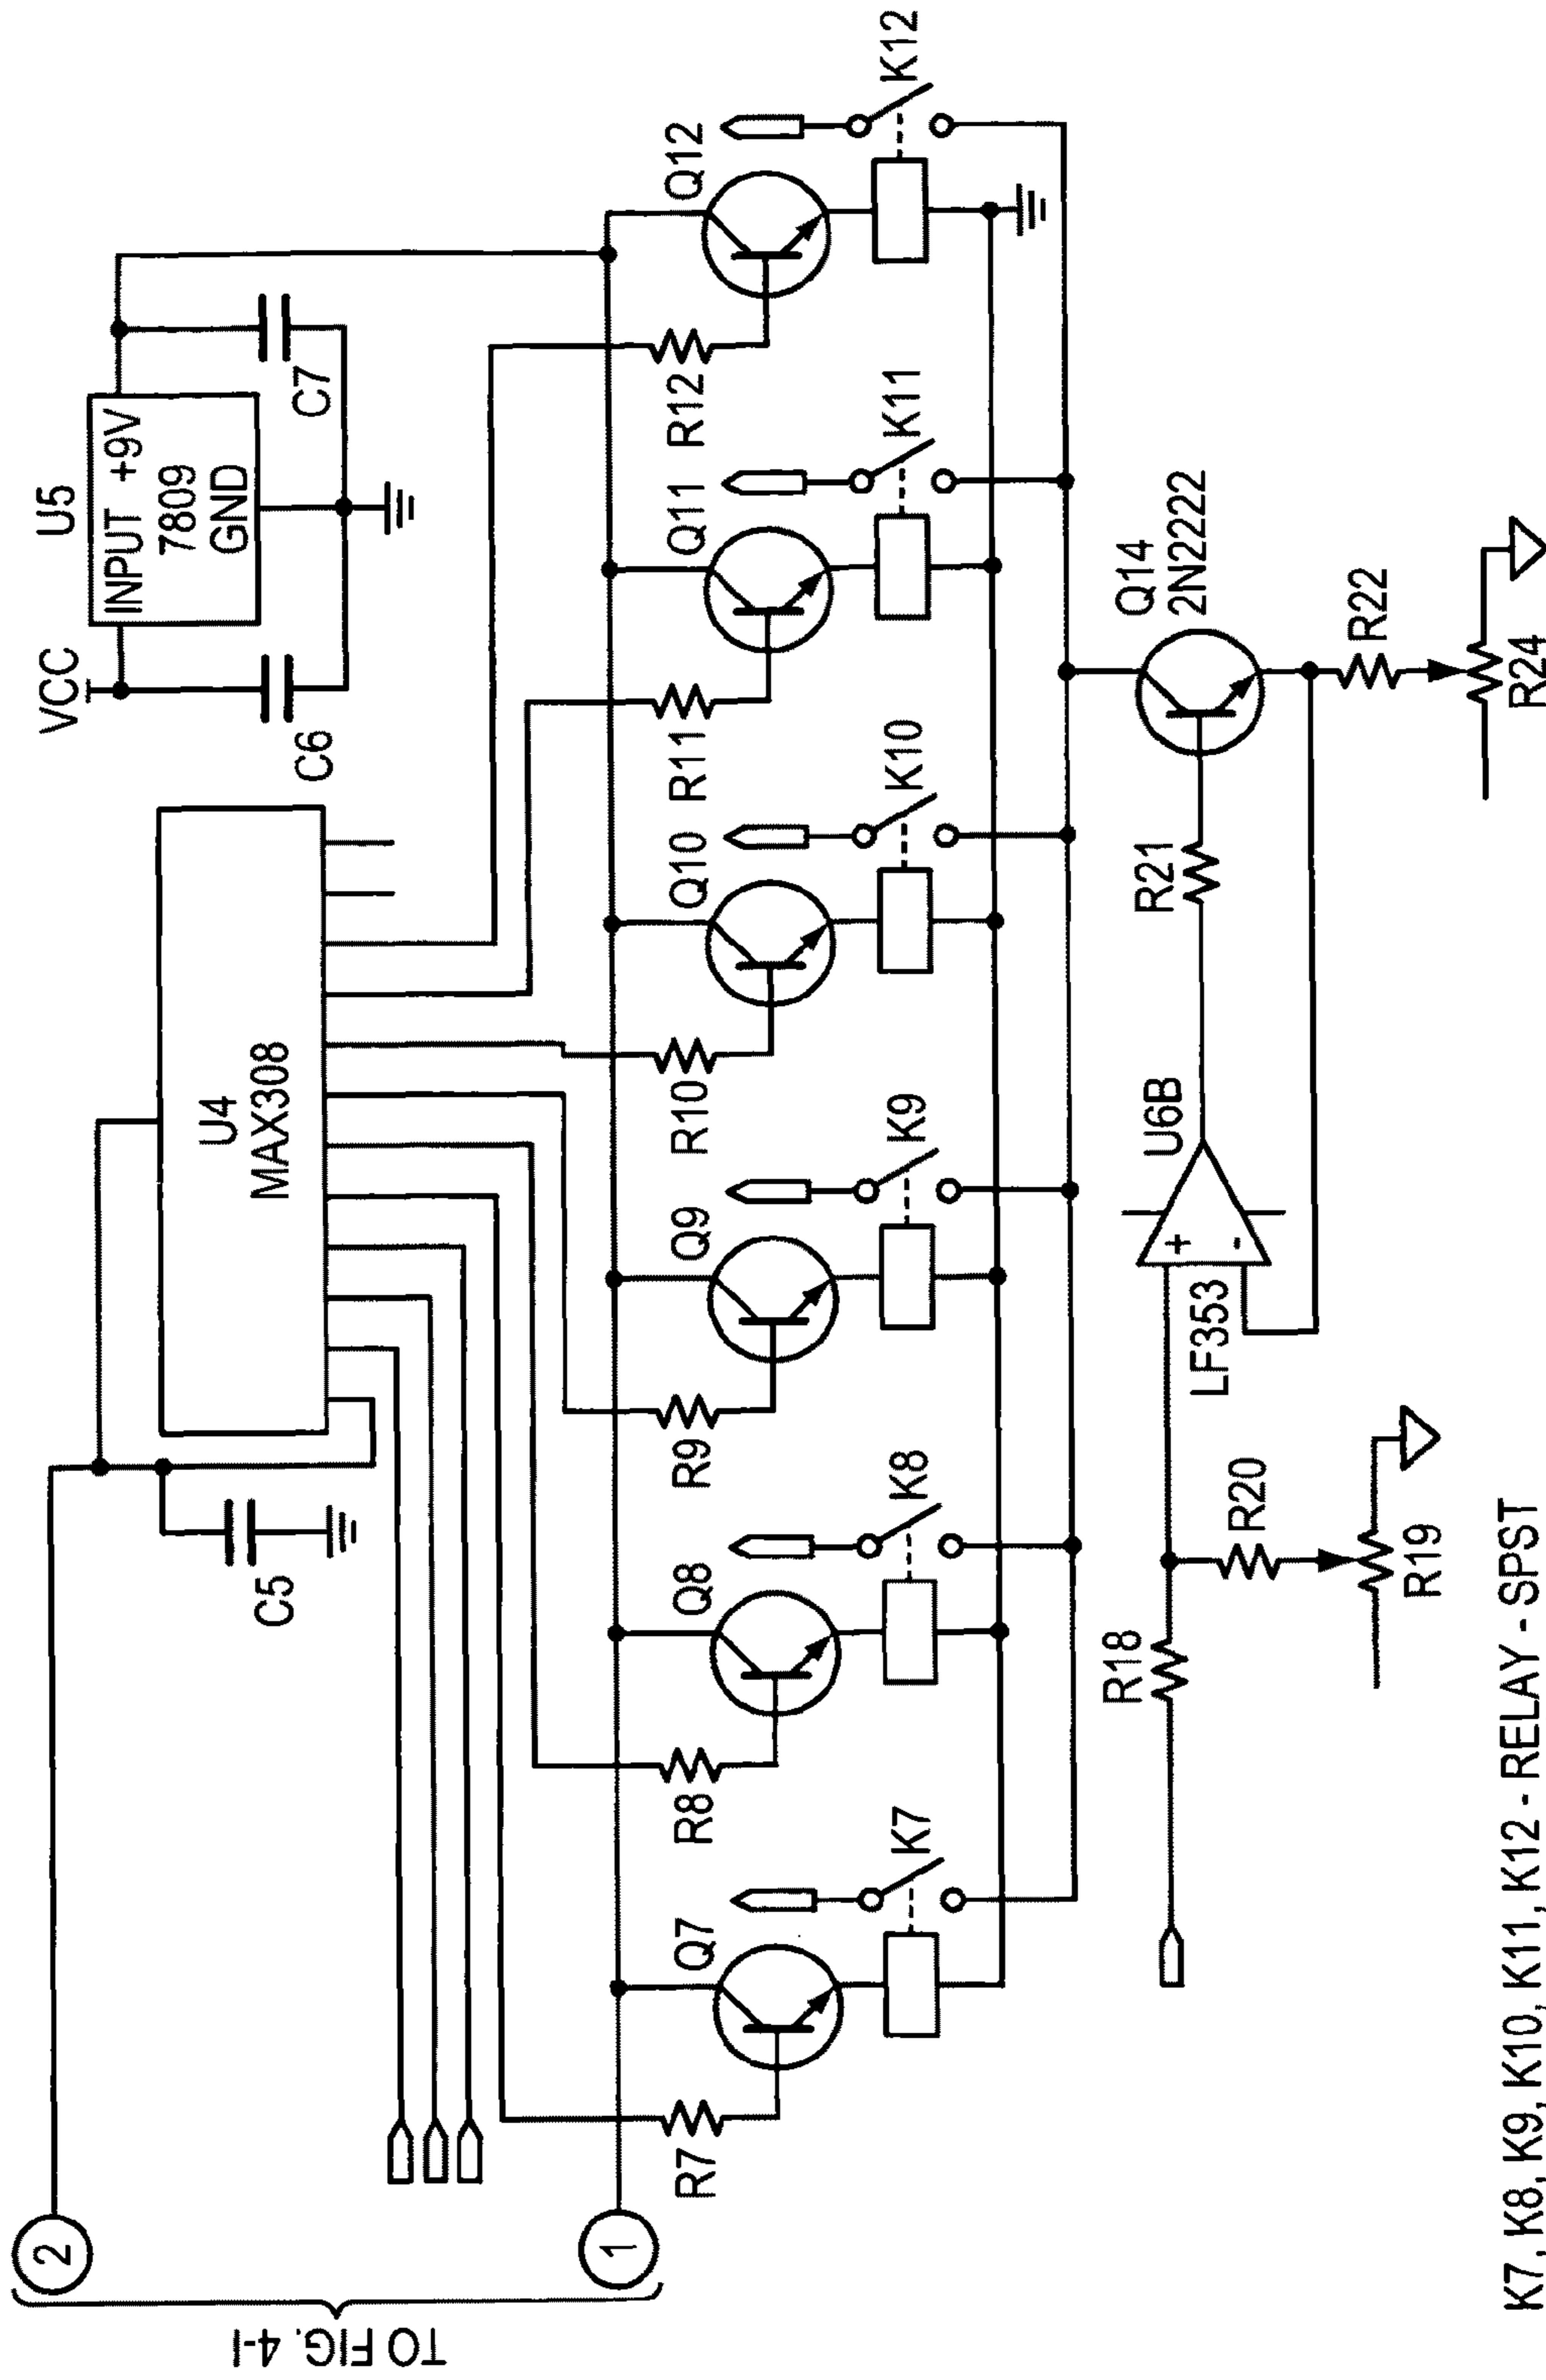 TO FIG. 4-1
2
1
C5
U4
MAX308
VCC
U5
INPUT +9V
7809
GND
C6
C7
R7
Q7
K7
R8
Q8
K8
R9
Q9
K9
R10
Q10
K10
R11
Q11
K11
R12
Q12
K12
R18
R20
R19
LF353
+
-
U6B
R21
Q14
2N2222
R22
R24
K7, K8, K9, K10, K11, K12 - RELAY - SPST